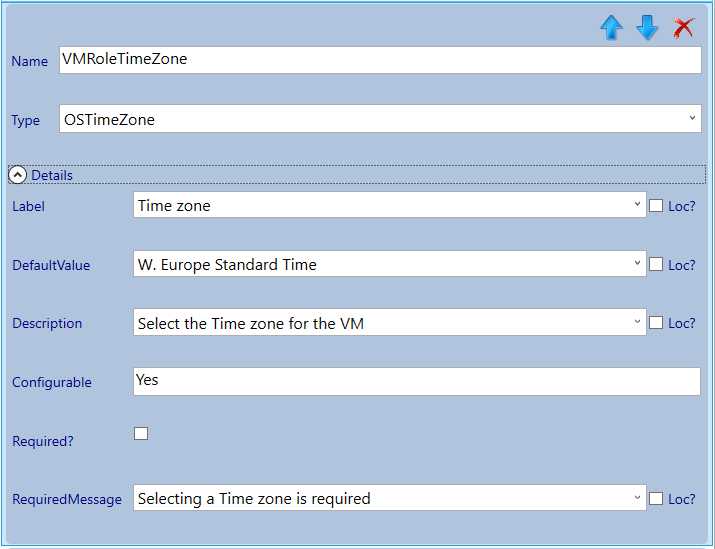 Name VMRoleTimeZone
Type OSTimeZone
Details
Label Time zone Loc?
DefaultValue W. Europe Standard Time Loc?
Description Select the Time zone for the VM Loc?
Configurable Yes
Required?
RequiredMessage Selecting a Time zone is required Loc?